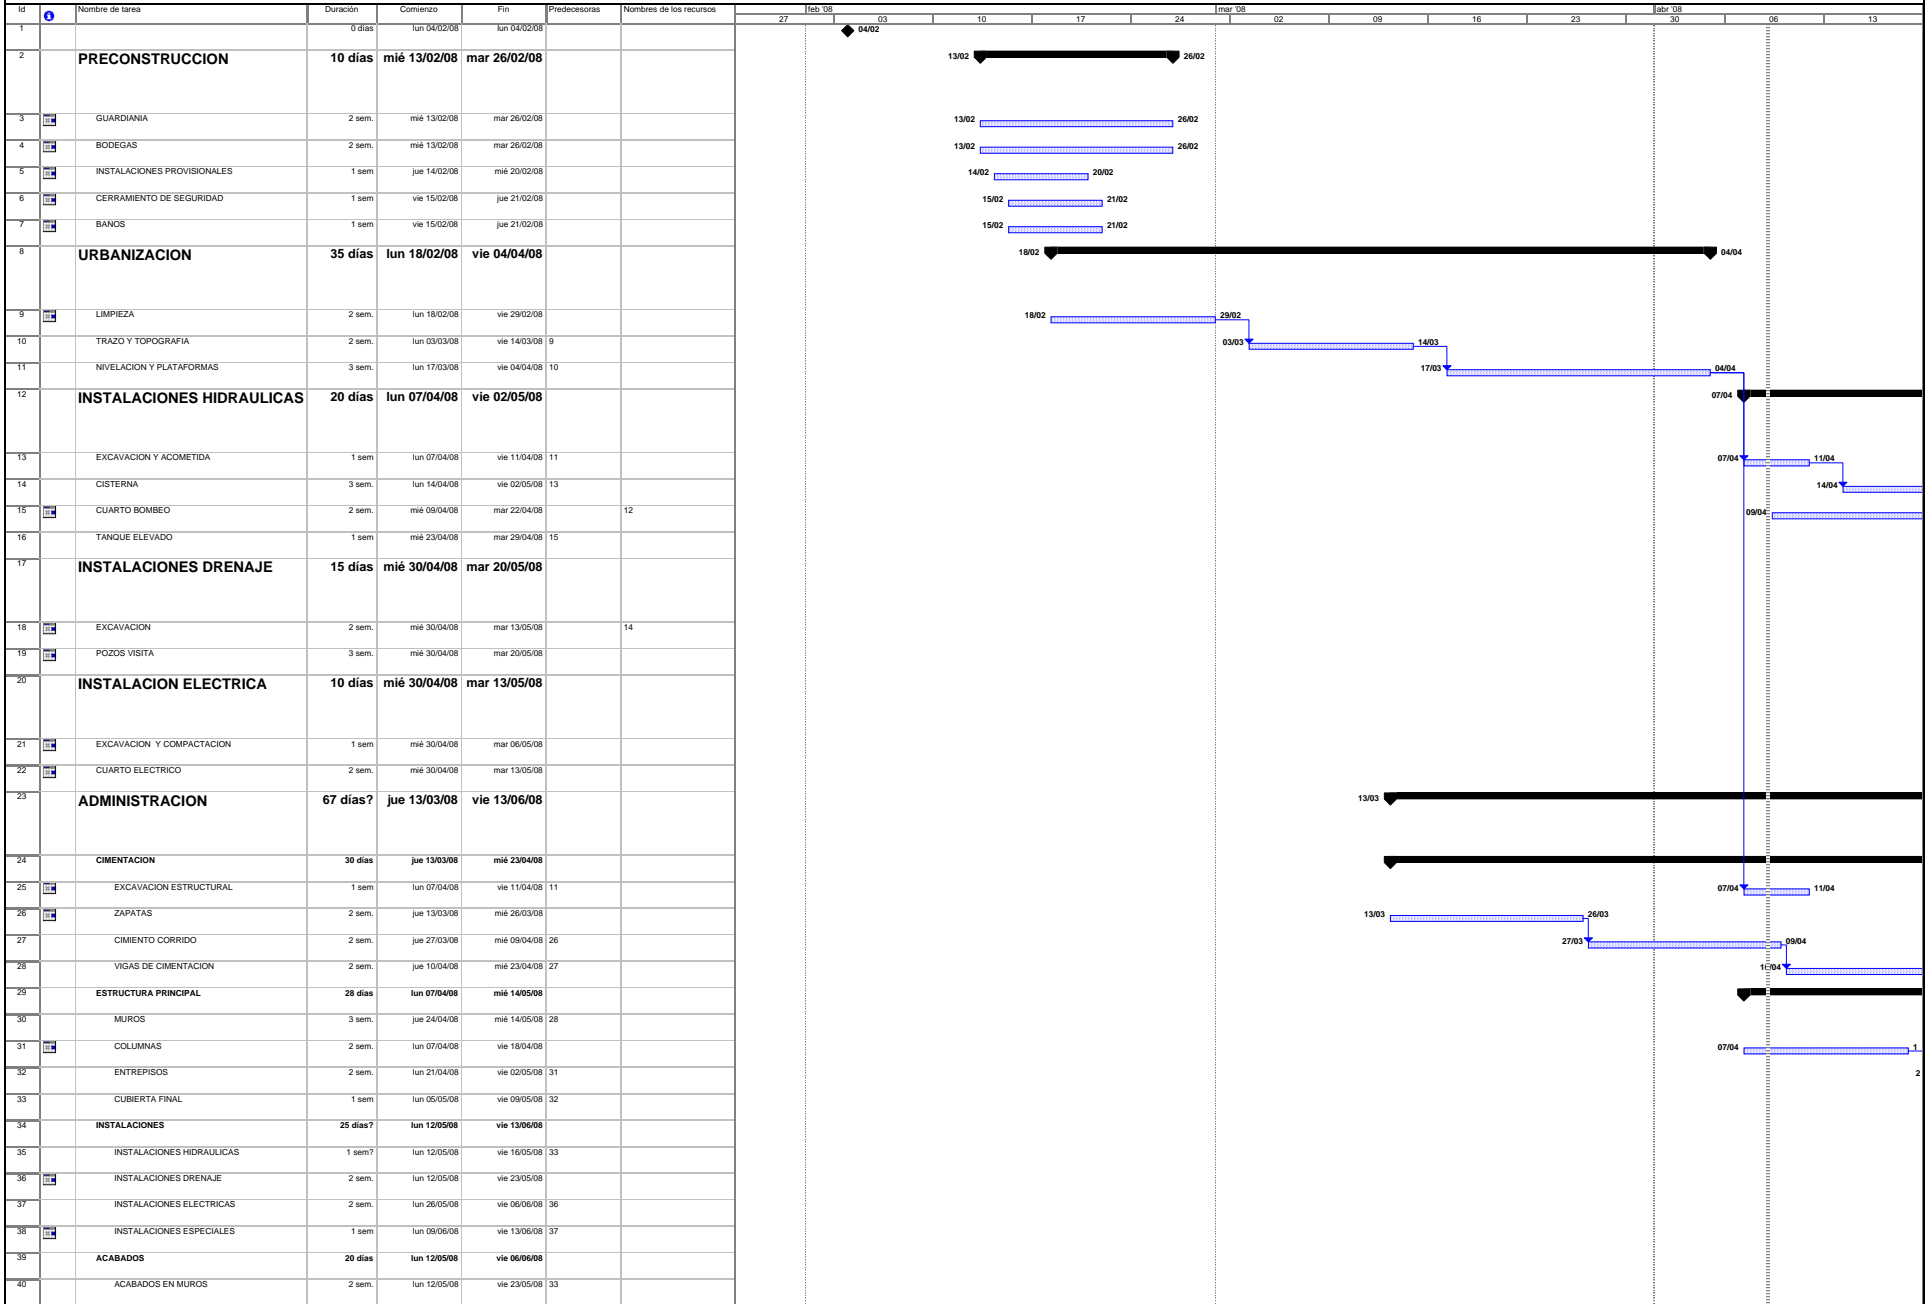 Id Nombre de tarea Duración Comienzo Fin Predecesoras Nombres de los recursos feb '08 mar '08 abr '08
27 03 10 17 24 02 09 16 23 30 06 13
1 0 días lun 04/02/08 lun 04/02/08 04/02
2 PRECONSTRUCCION 10 días mié 13/02/08 mar 26/02/08 13/02 26/02
3 GUARDIANIA 2 sem. mié 13/02/08 mar 26/02/08 13/02 26/02
4 BODEGAS 2 sem. mié 13/02/08 mar 26/02/08 13/02 26/02
5 INSTALACIONES PROVISIONALES 1 sem jue 14/02/08 mié 20/02/08 14/02 20/02
6 CERRAMIENTO DE SEGURIDAD 1 sem vie 15/02/08 jue 21/02/08 15/02 21/02
7 BAÑOS 1 sem vie 15/02/08 jue 21/02/08 15/02 21/02
8 URBANIZACION 35 días lun 18/02/08 vie 04/04/08 18/02 04/04
9 LIMPIEZA 2 sem. lun 18/02/08 vie 29/02/08 18/02 29/02
10 TRAZO Y TOPOGRAFIA 2 sem. lun 03/03/08 vie 14/03/08 9 03/03 14/03
11 NIVELACION Y PLATAFORMAS 3 sem. lun 17/03/08 vie 04/04/08 10 17/03 04/04
12 INSTALACIONES HIDRAULICAS 20 días lun 07/04/08 vie 02/05/08 07/04
13 EXCAVACION Y ACOMETIDA 1 sem lun 07/04/08 vie 11/04/08 11 07/04 11/04
14 CISTERNA 3 sem. lun 14/04/08 vie 02/05/08 13 14/04
15 CUARTO BOMBEO 2 sem. mié 09/04/08 mar 22/04/08 12 09/04
16 TANQUE ELEVADO 1 sem mié 23/04/08 mar 29/04/08 15
17 INSTALACIONES DRENAJE 15 días mié 30/04/08 mar 20/05/08
18 EXCAVACION 2 sem. mié 30/04/08 mar 13/05/08 14
19 POZOS VISITA 3 sem. mié 30/04/08 mar 20/05/08
20 INSTALACION ELECTRICA 10 días mié 30/04/08 mar 13/05/08
21 EXCAVACION Y COMPACTACION 1 sem mié 30/04/08 mar 06/05/08
22 CUARTO ELECTRICO 2 sem. mié 30/04/08 mar 13/05/08
23 ADMINISTRACION 67 días? jue 13/03/08 vie 13/06/08 13/03
24 CIMENTACION 30 días jue 13/03/08 mié 23/04/08
25 EXCAVACION ESTRUCTURAL 1 sem lun 07/04/08 vie 11/04/08 11 07/04 11/04
26 ZAPATAS 2 sem. jue 13/03/08 mié 26/03/08 13/03 26/03
27 CIMIENTO CORRIDO 2 sem. jue 27/03/08 mié 09/04/08 26 27/03 09/04
28 VIGAS DE CIMENTACION 2 sem. jue 10/04/08 mié 23/04/08 27 10/04
29 ESTRUCTURA PRINCIPAL 28 días lun 07/04/08 mié 14/05/08
30 MUROS 3 sem. jue 24/04/08 mié 14/05/08 28
31 COLUMNAS 2 sem. lun 07/04/08 vie 18/04/08 07/04 1
32 ENTREPISOS 2 sem. lun 21/04/08 vie 02/05/08 31 2
33 CUBIERTA FINAL 1 sem lun 05/05/08 vie 09/05/08 32
34 INSTALACIONES 25 días? lun 12/05/08 vie 13/06/08
35 INSTALACIONES HIDRAULICAS 1 sem? lun 12/05/08 vie 16/05/08 33
36 INSTALACIONES DRENAJE 2 sem. lun 12/05/08 vie 23/05/08
37 INSTALACIONES ELECTRICAS 2 sem. lun 26/05/08 vie 06/06/08 36
38 INSTALACIONES ESPECIALES 1 sem lun 09/06/08 vie 13/06/08 37
39 ACABADOS 20 días lun 12/05/08 vie 06/06/08
40 ACABADOS EN MUROS 2 sem. lun 12/05/08 vie 23/05/08 33